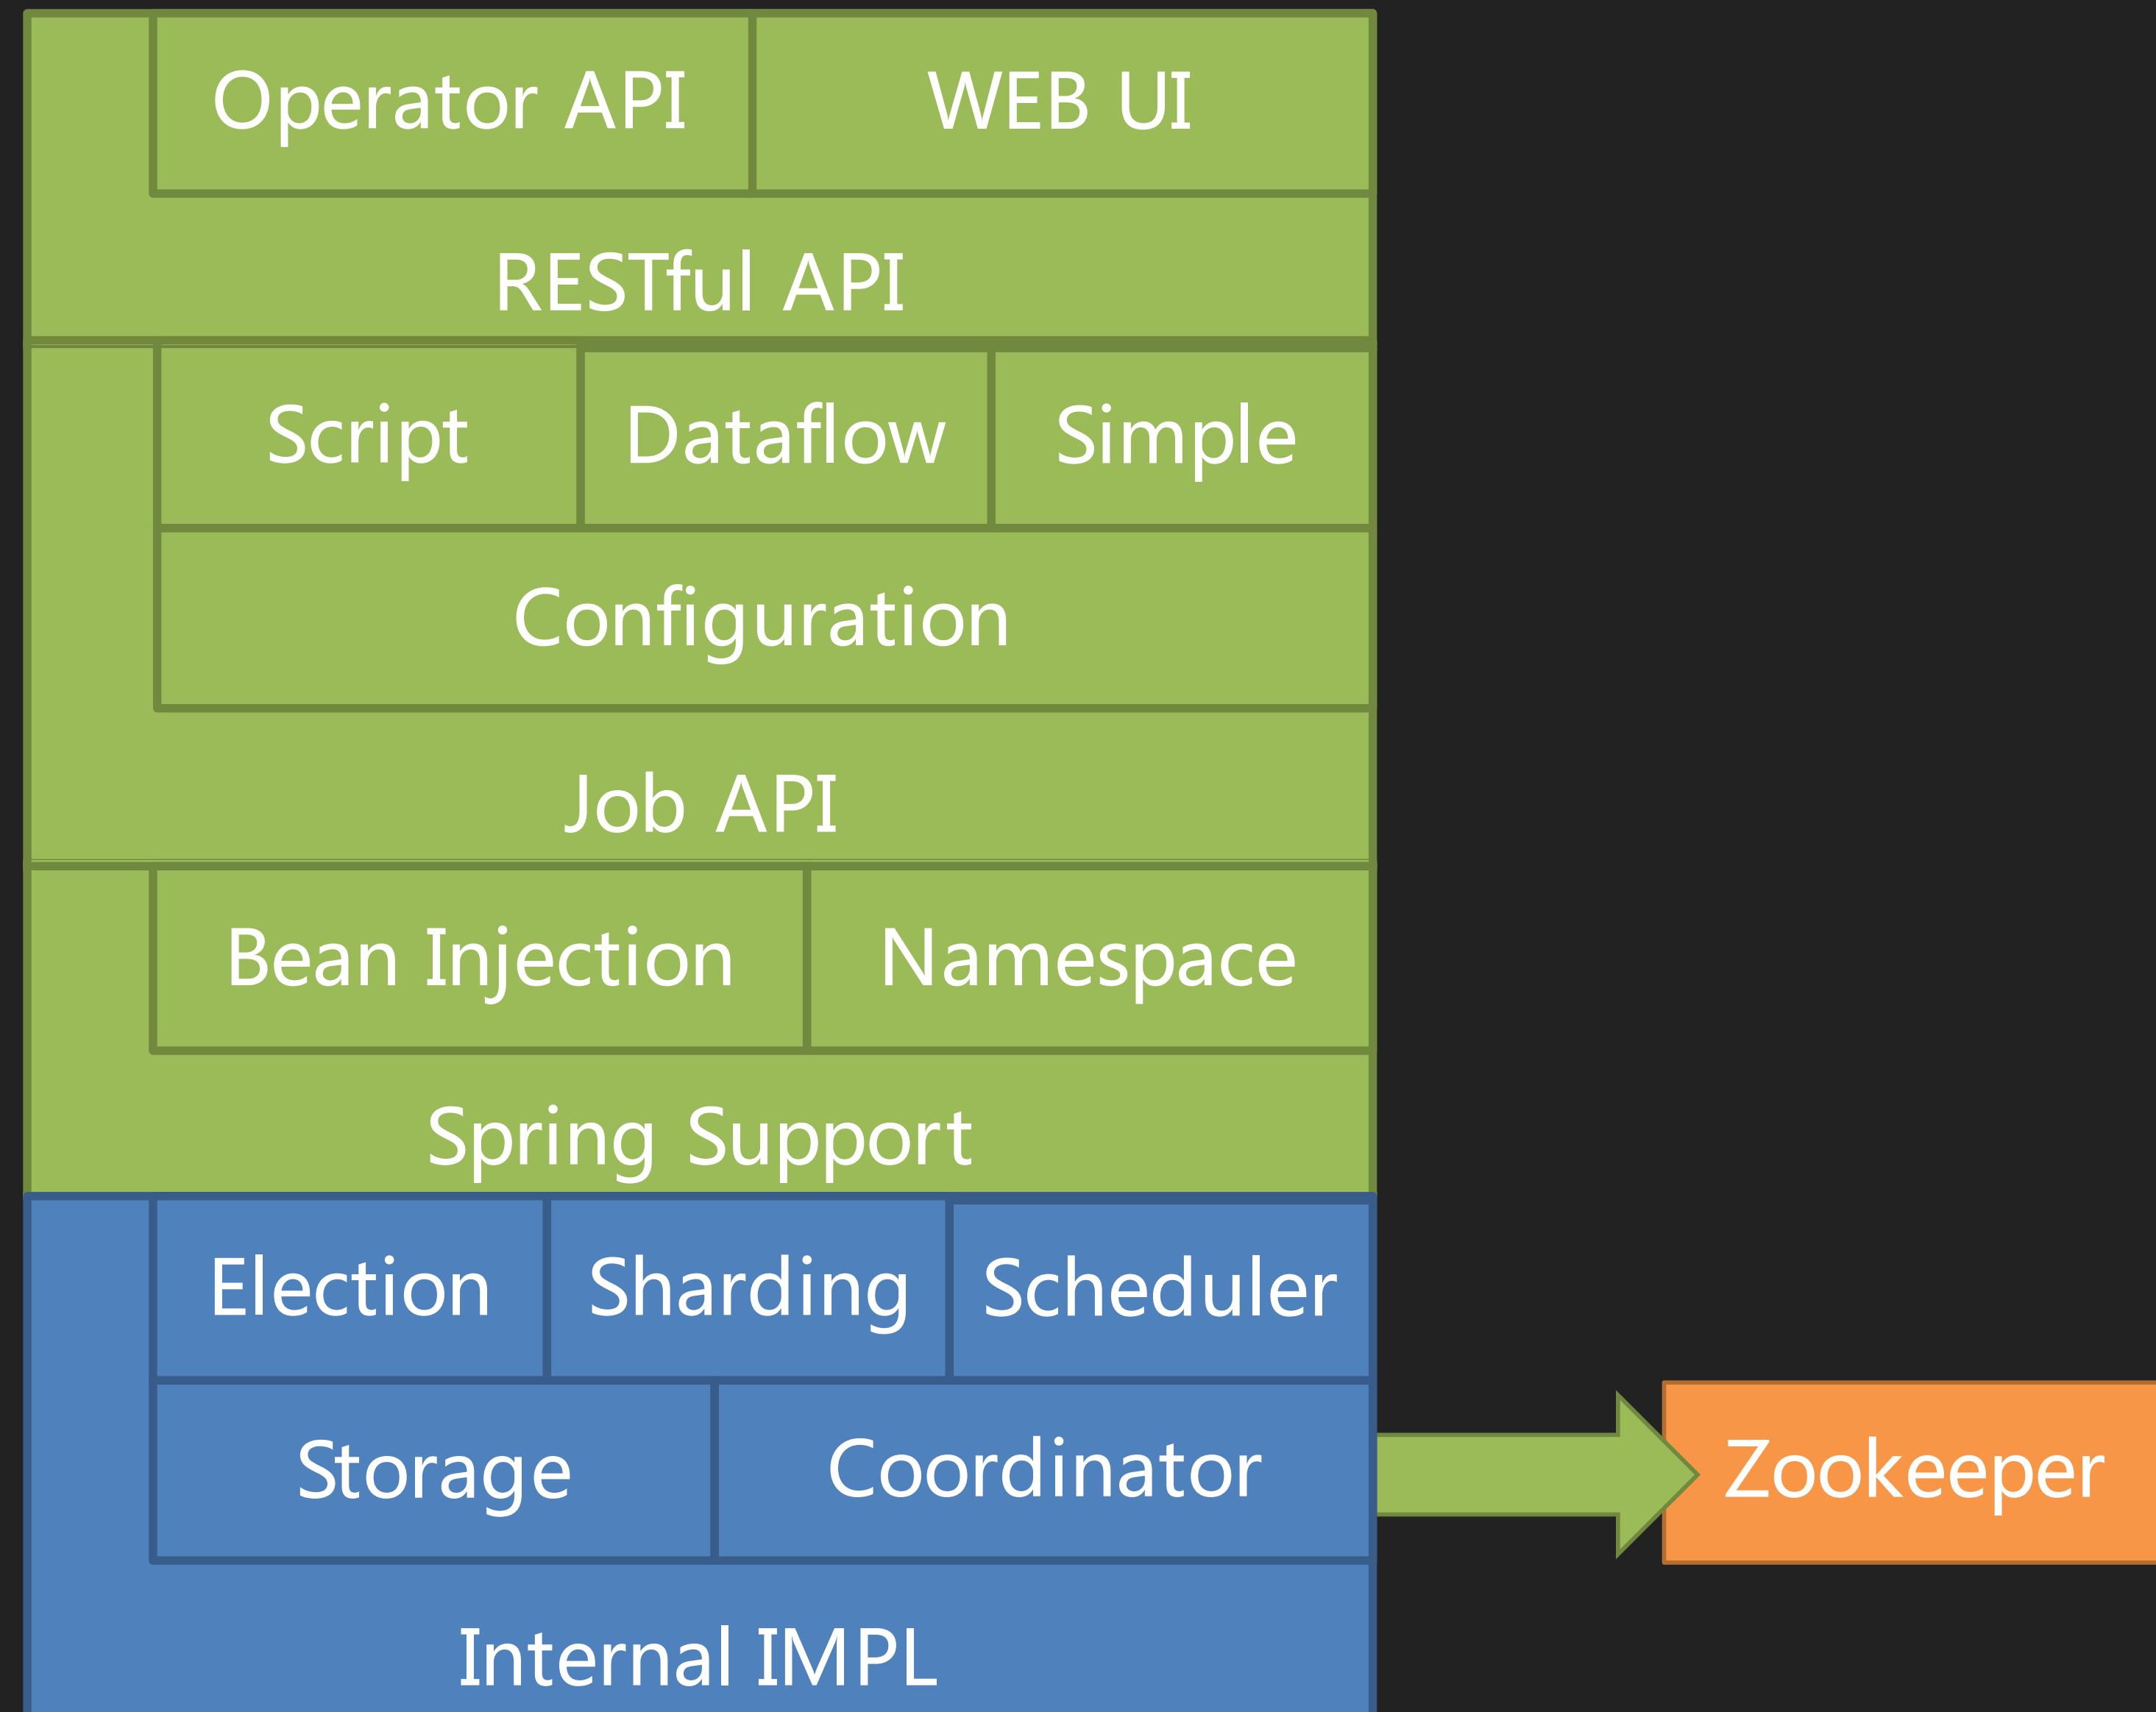 Operator API
WEB UI
RESTful API
Script
Dataflow
Simple
Configuration
Job API
Bean Injection
Namespace
Spring Support
Election
Sharding
Scheduler
Storage
Coordinator
Zookeeper
Internal IMPL